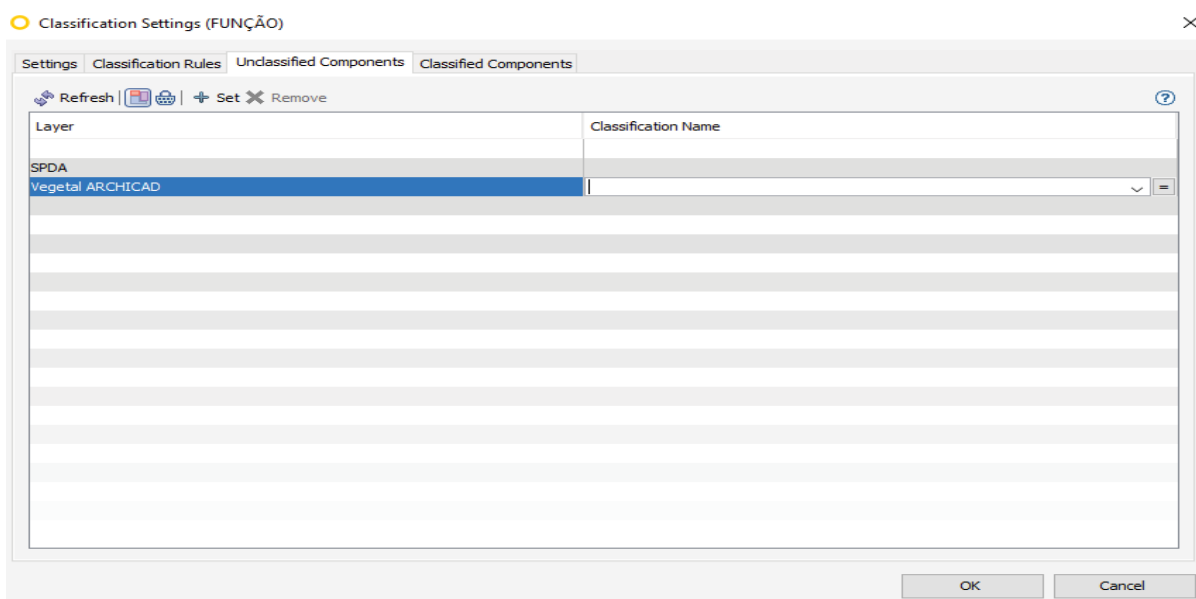 Classification Settings (FUNÇÃO)
Settings Classification Rules Unclassified Components Classified Components
Refresh Set Remove
Layer Classification Name
SPDA
Vegetal ARCHICAD
OK Cancel